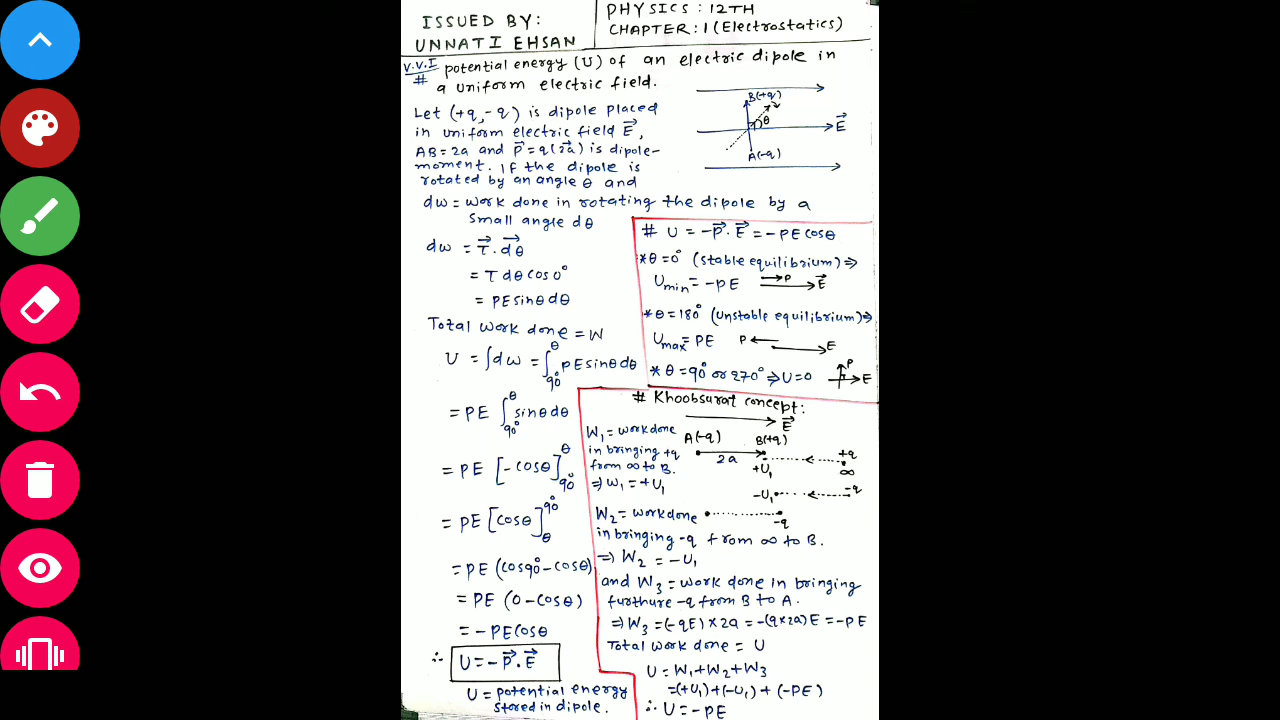 ISSUED BY:
UNNATI EHSAN
PHYSICS : 12TH
CHAPTER : 1 (Electrostatics)
V.V.I
# potential energy (U) of an electric dipole in
a uniform electric field.
Let (+q, -q) is dipole placed
in uniform electric field E⃗,
AB = 2a and P⃗ = q(2a⃗) is dipole-
moment. If the dipole is
rotated by an angle θ and
dw = work done in rotating the dipole by a
small angle dθ
B(+q)
θ
E⃗
A(-q)
dw = τ⃗. dθ⃗
= τ dθ cos 0°
= PE sinθ dθ
Total work done = W
U = ∫dw = ∫90°^θ PE sinθ dθ
= PE ∫90°^θ sinθ dθ
= PE [-cosθ]90°^θ
= PE [cosθ]θ^90°
= PE (cos90° - cosθ)
= PE (0 - cosθ)
= - PE cosθ
∴ U = - P⃗. E⃗
U = potential energy
stored in dipole.
# U = -P⃗. E⃗ = -PE cosθ
* θ = 0° (stable equilibrium) ⇒
Umin = -PE
P
E⃗
* θ = 180° (unstable equilibrium) ⇒
Umax = PE
P
E
* θ = 90° or 270° ⇒ U = 0
P
E
# Khoobsurat concept:
E⃗
W1 = work done
in bringing +q
from ∞ to B.
⇒ W1 = +U1
A(-q) B(+q)
2a
+U1
+q
∞
-U1 -q
W2 = work done
-q
in bringing -q from ∞ to B.
⇒ W2 = -U1
and W3 = work done in bringing
furthure -q from B to A.
⇒ W3 = (-qE) × 2a = -(q×2a)E = -PE
Total work done = U
U = W1 + W2 + W3
= (+U1) + (-U1) + (-PE)
∴ U = -PE